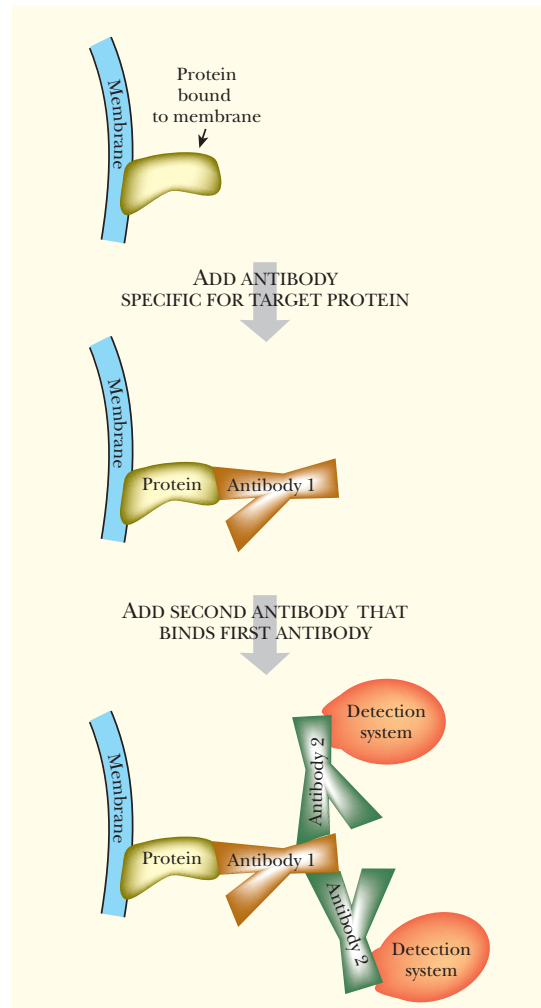 Membrane
Protein
bound
to membrane
ADD ANTIBODY
SPECIFIC FOR TARGET PROTEIN
Membrane
Protein
Antibody 1
ADD SECOND ANTIBODY THAT
BINDS FIRST ANTIBODY
Membrane
Protein
Antibody 1
Antibody 2
Detection
system
Antibody 2
Detection
system